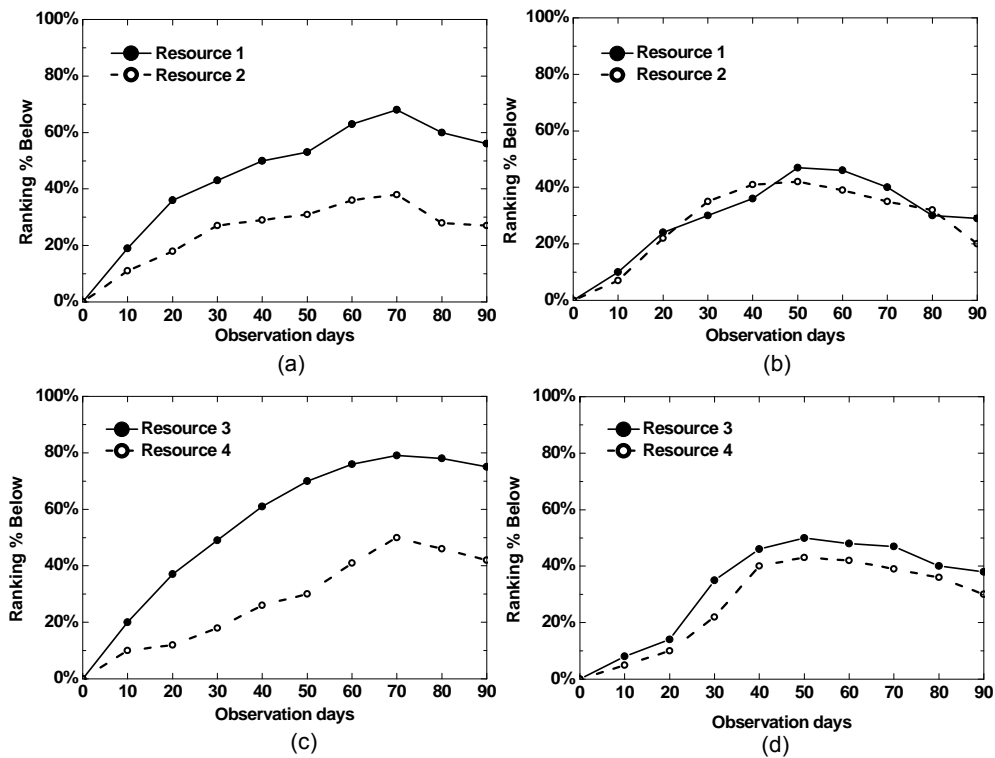 100%
80%
60%
40%
20%
0%
Ranking % Below
Resource 1
Resource 2
0 10 20 30 40 50 60 70 80 90
Observation days
(a)
100%
80%
60%
40%
20%
0%
Ranking % Below
Resource 1
Resource 2
0 10 20 30 40 50 60 70 80 90
Observation days
(b)
100%
80%
60%
40%
20%
0%
Ranking % Below
Resource 3
Resource 4
0 10 20 30 40 50 60 70 80 90
Observation days
(c)
100%
80%
60%
40%
20%
0%
Ranking % Below
Resource 3
Resource 4
0 10 20 30 40 50 60 70 80 90
Observation days
(d)